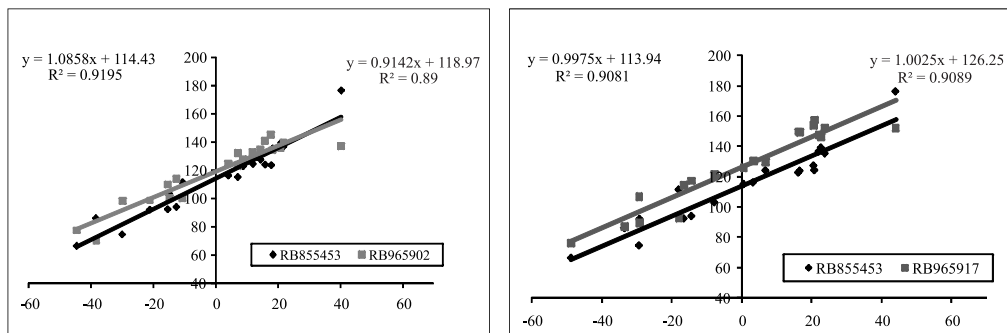 y = 1.0858x + 114.43
R² = 0.9195
y = 0.9142x + 118.97
R² = 0.89
200
180
160
140
120
100
80
60
40
RB855453 RB965902
-60 -40 -20 0 20 40 60
y = 0.9975x + 113.94
R² = 0.9081
y = 1.0025x + 126.25
R² = 0.9089
200
180
160
140
120
100
80
60
40
RB855453 RB965917
-60 -40 -20 0 20 40 60